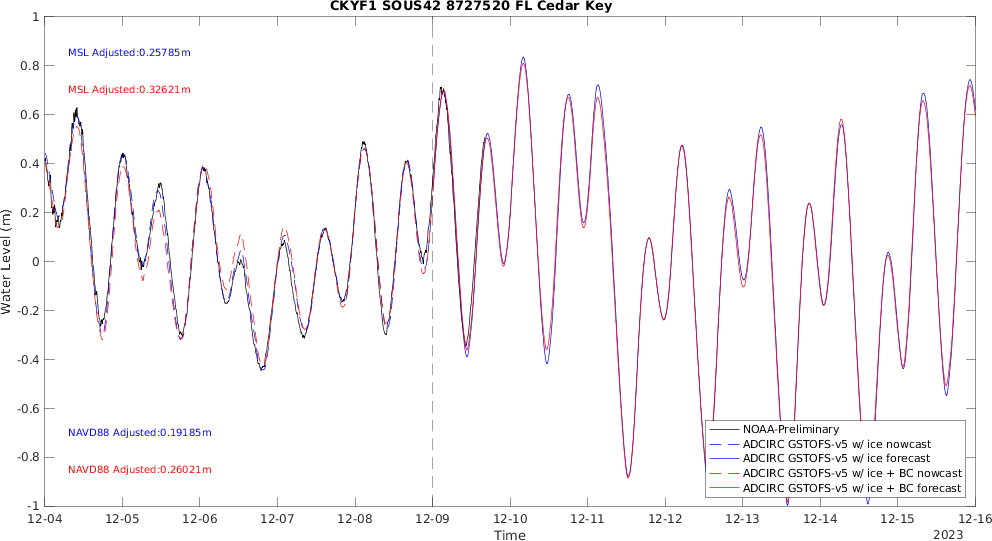 CKYF1 SOUS42 8727520 FL Cedar Key
1
0.8
0.6
0.4
0.2
0
-0.2
-0.4
-0.6
-0.8
-1
Water Level (m)
MSL Adjusted:0.25785m
MSL Adjusted:0.32621m
NAVD88 Adjusted:0.19185m
NAVD88 Adjusted:0.26021m
NOAA-Preliminary
ADCIRC GSTOFS-v5 w/ ice nowcast
ADCIRC GSTOFS-v5 w/ ice forecast
ADCIRC GSTOFS-v5 w/ ice + BC nowcast
ADCIRC GSTOFS-v5 w/ ice + BC forecast
12-04 12-05 12-06 12-07 12-08 12-09 12-10 12-11 12-12 12-13 12-14 12-15 12-16
Time
2023